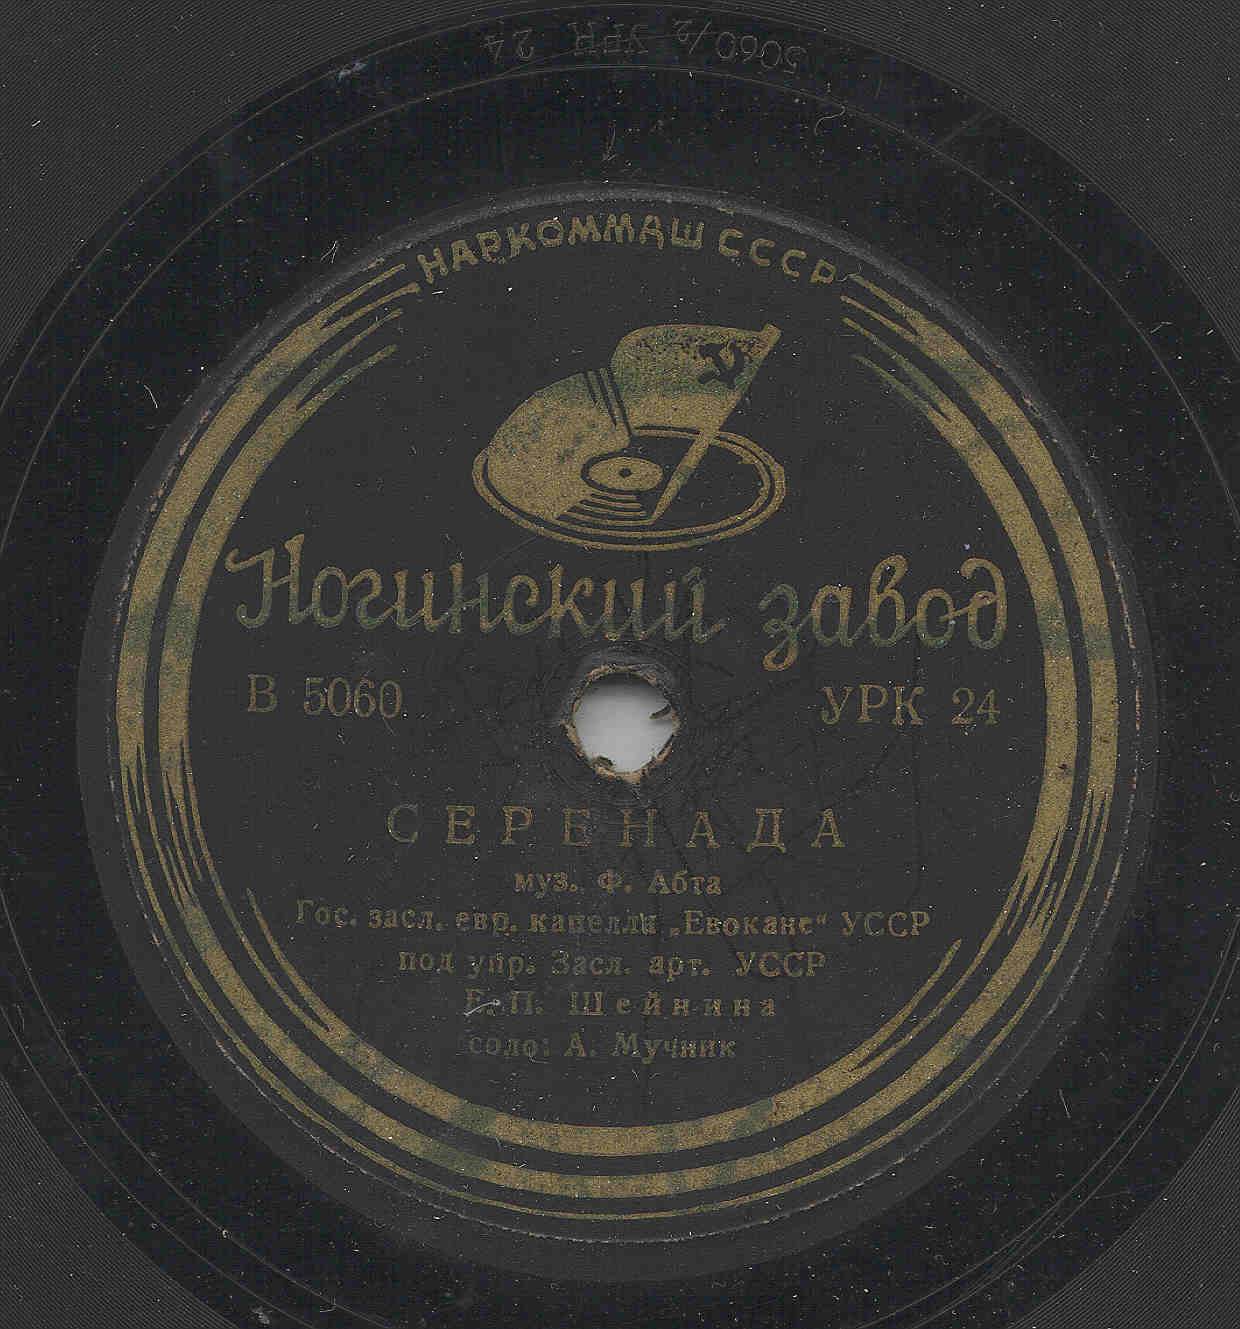 5060/2 УРК 24
НАРКОММАШ СССР
Ногинский завод
В 5060 УРК 24
СЕРЕНАДА
муз. Ф. Абта
Гос. засл. евр. капелли „Евоканс“ УССР
под упр. Засл. арт. УССР
Е. П. Шейнина
соло: А. Мучник